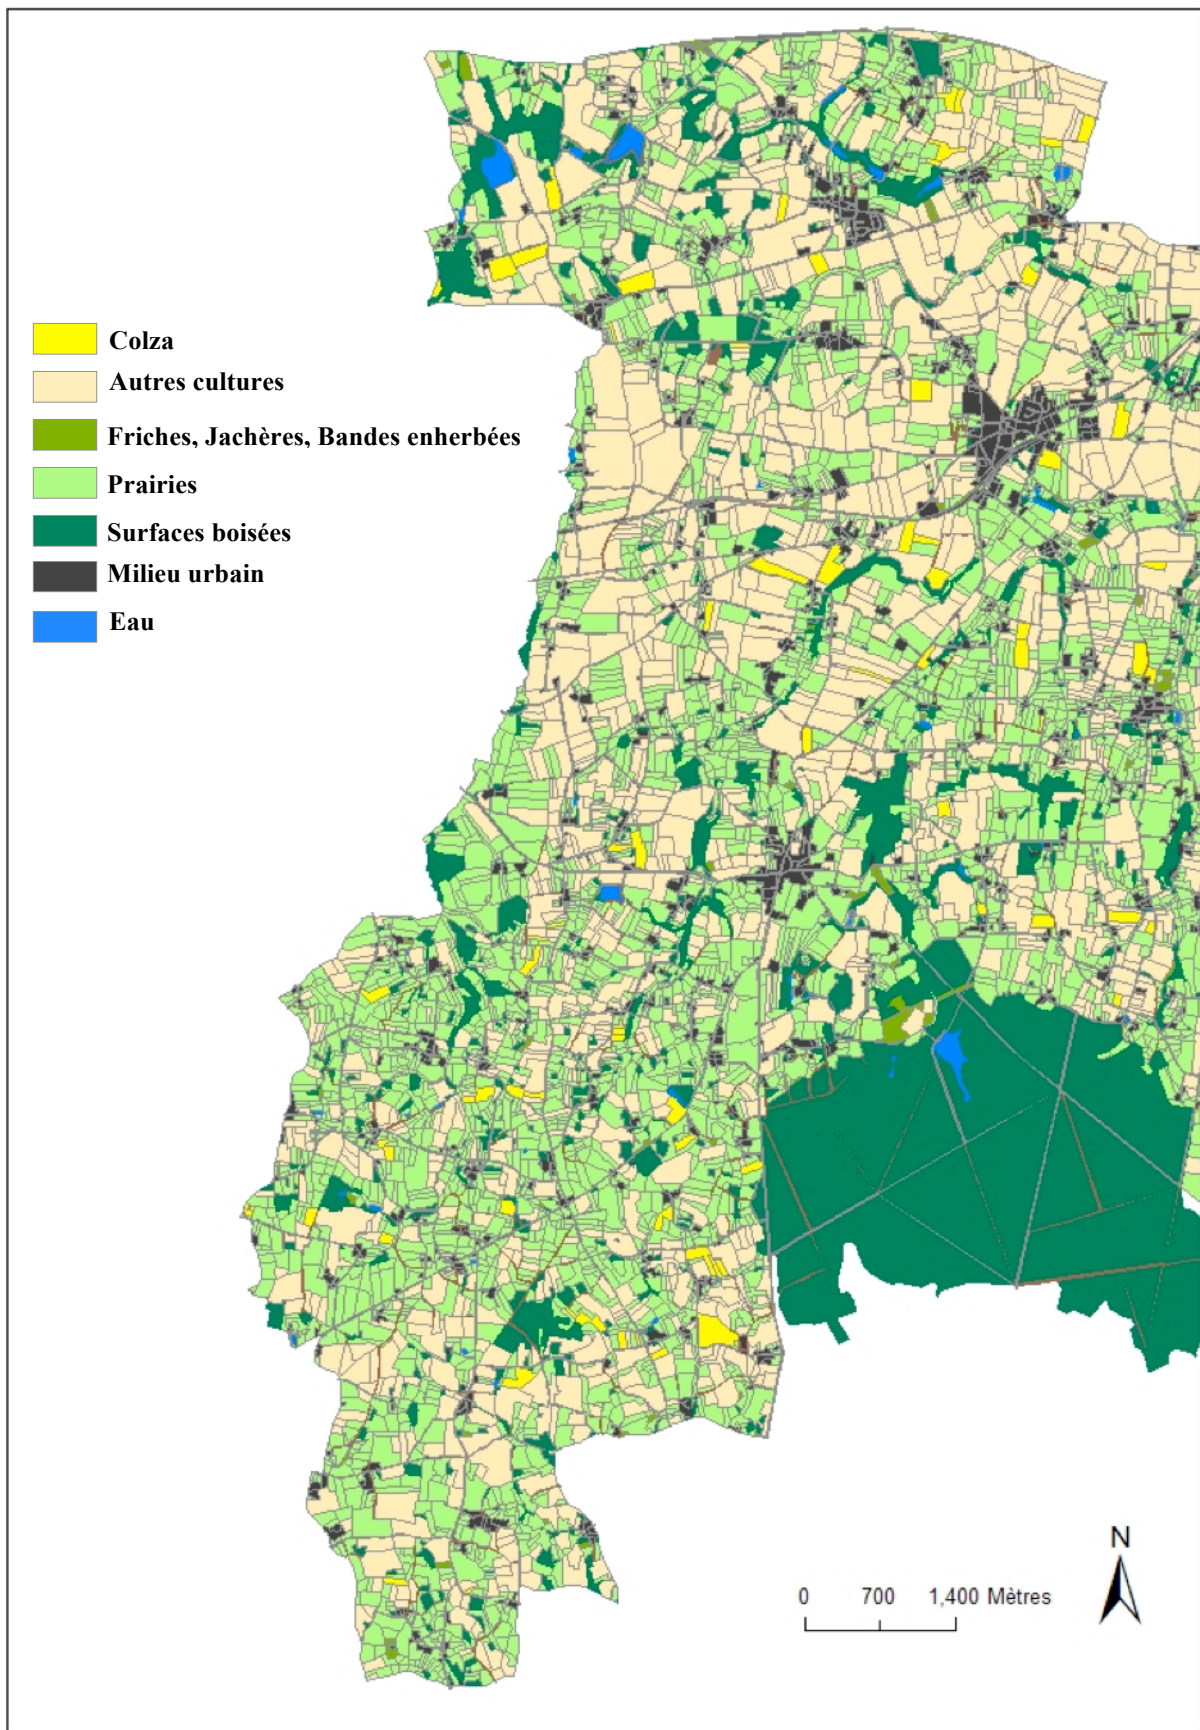 Colza
Autres cultures
Friches, Jachères, Bandes enherbées
Prairies
Surfaces boisées
Milieu urbain
Eau
N
0 700 1,400 Mètres